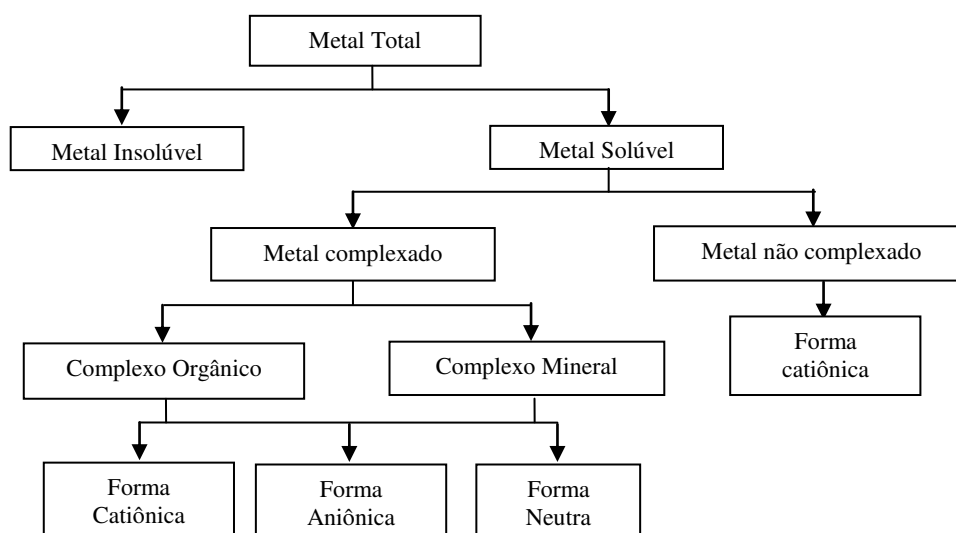 Metal Total
Metal Insolúvel
Metal Solúvel
Metal complexado
Metal não complexado
Complexo Orgânico
Complexo Mineral
Forma
catiônica
Forma
Catiônica
Forma
Aniônica
Forma
Neutra